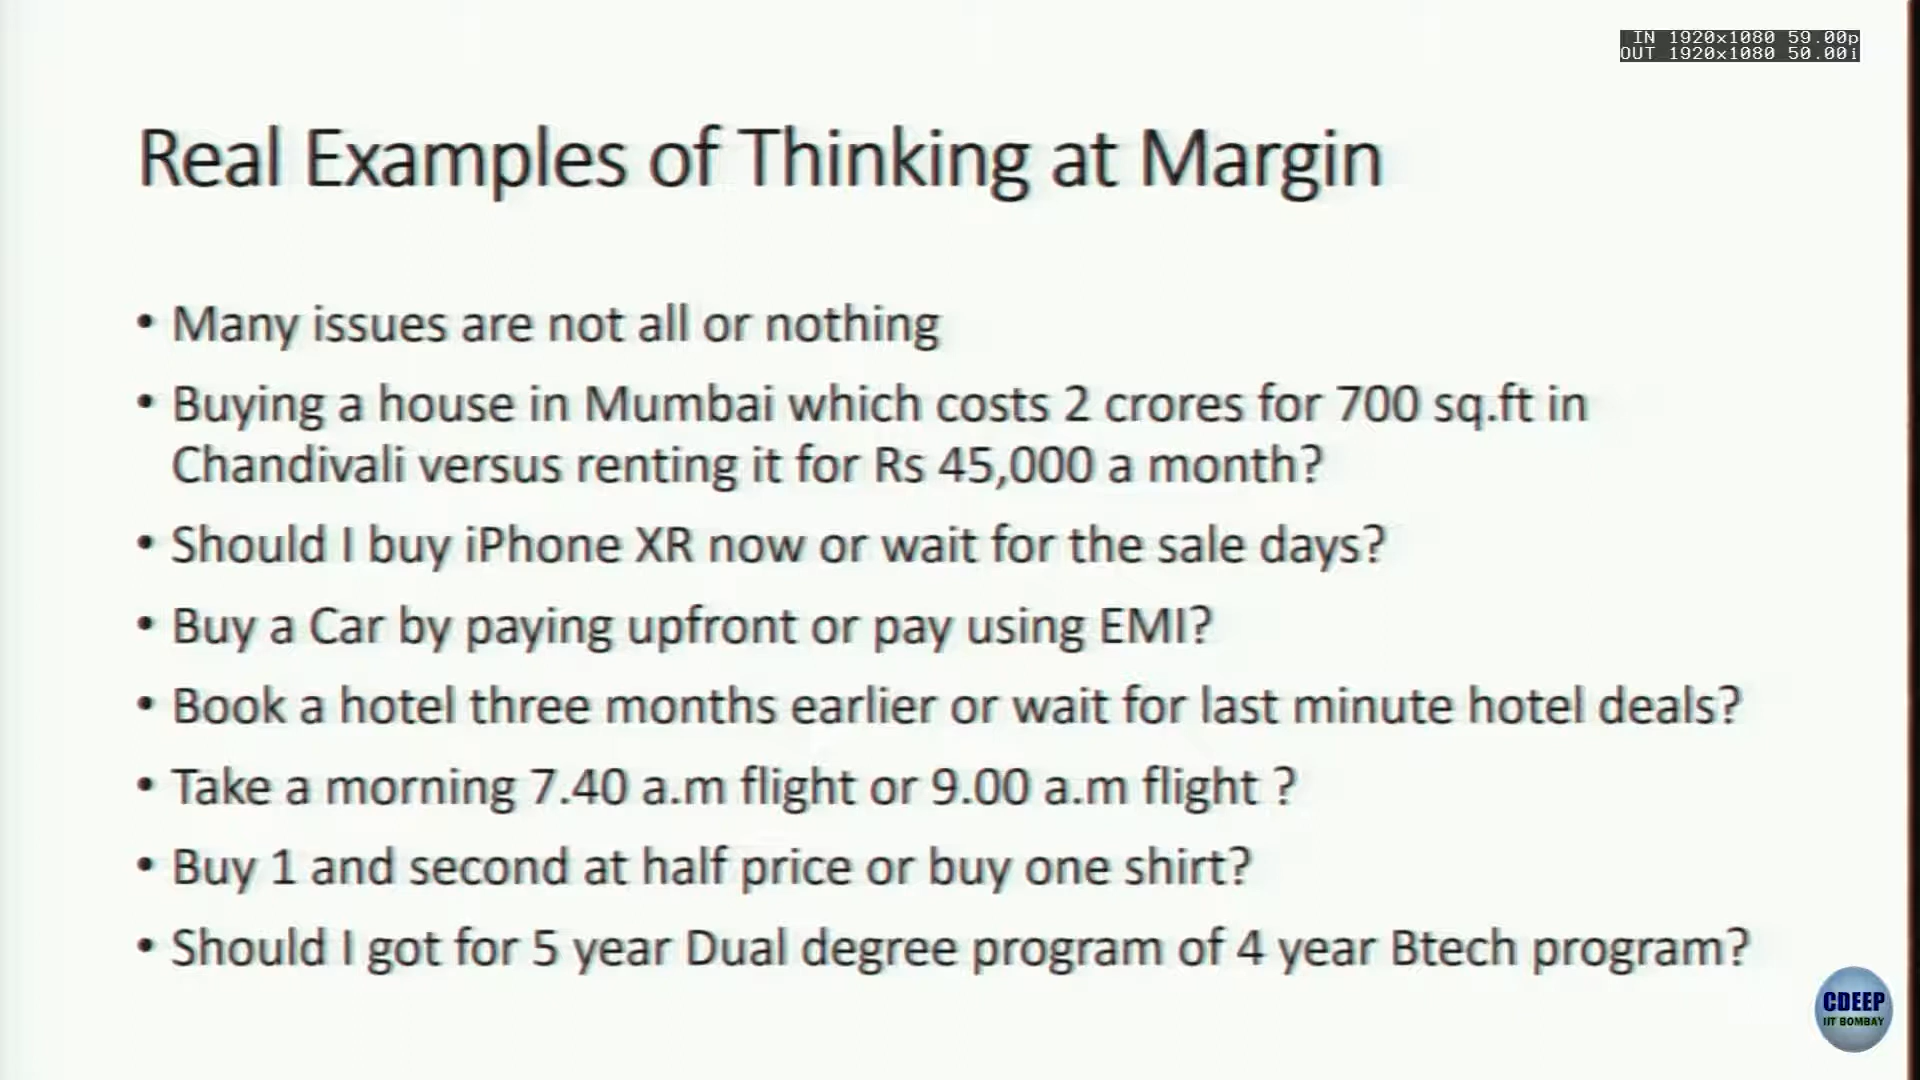 IN 1920x1080 59.00p
OUT 1920x1080 50.00i
Real Examples of Thinking at Margin
• Many issues are not all or nothing
• Buying a house in Mumbai which costs 2 crores for 700 sq.ft in
Chandivali versus renting it for Rs 45,000 a month?
• Should I buy iPhone XR now or wait for the sale days?
• Buy a Car by paying upfront or pay using EMI?
• Book a hotel three months earlier or wait for last minute hotel deals?
• Take a morning 7.40 a.m flight or 9.00 a.m flight ?
• Buy 1 and second at half price or buy one shirt?
• Should I got for 5 year Dual degree program of 4 year Btech program?
CDEEP
IIT BOMBAY